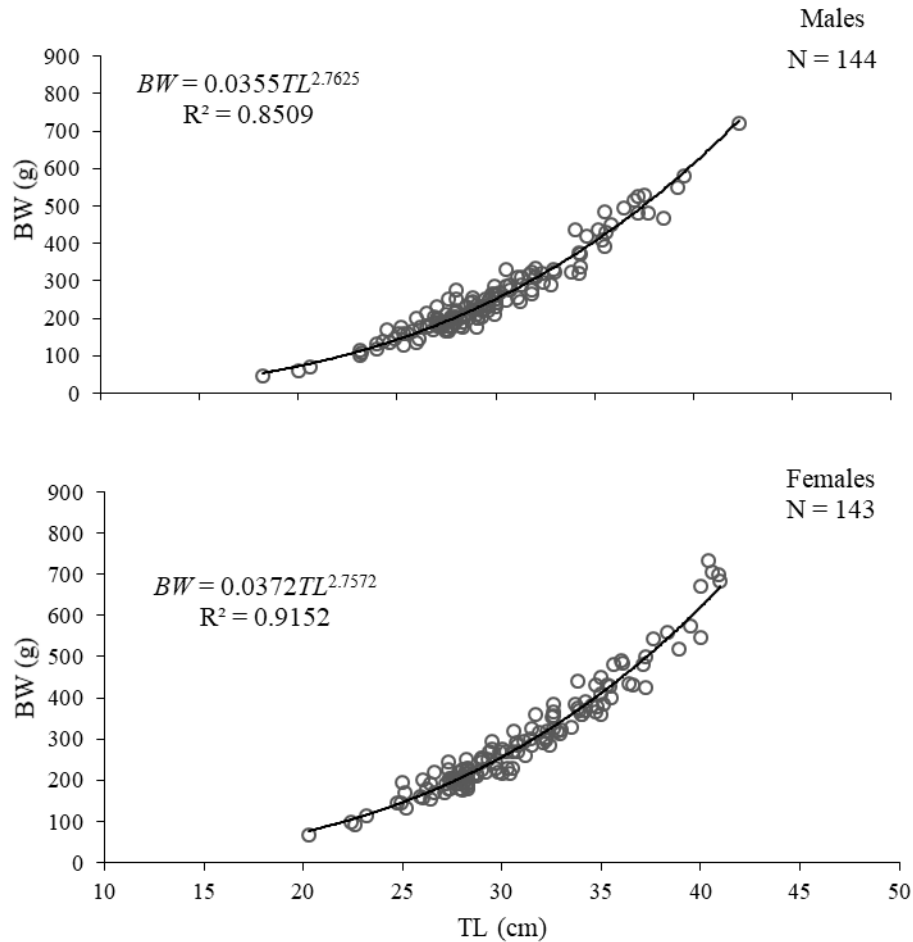 Males
N = 144
BW = 0.0355TL^2.7625
R² = 0.8509
900
800
700
600
500
400
300
200
100
0
BW (g)
Females
N = 143
BW = 0.0372TL^2.7572
R² = 0.9152
900
800
700
600
500
400
300
200
100
0
BW (g)
10 15 20 25 30 35 40 45 50
TL (cm)